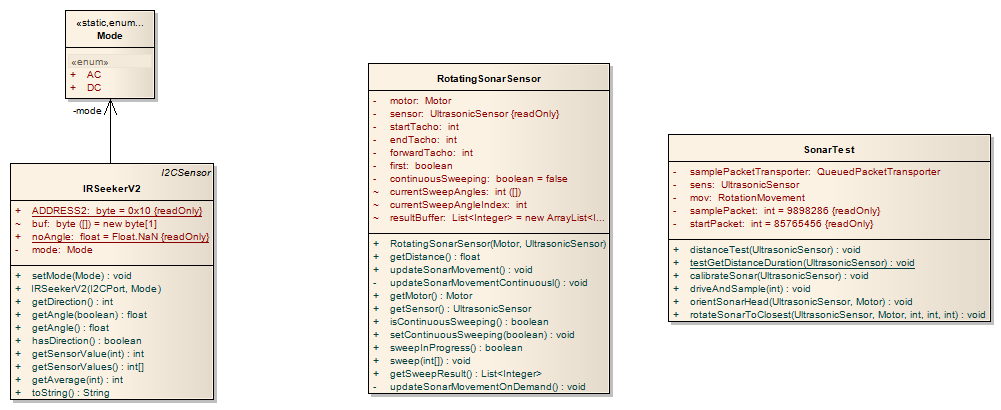 «static,enum...
Mode
«enum»
+ AC
+ DC
-mode
I2CSensor
IRSeekerV2
+ ADDRESS2: byte = 0x10 {readOnly}
~ buf: byte ([]) = new byte[1]
+ noAngle: float = Float.NaN {readOnly}
- mode: Mode
+ setMode(Mode) : void
+ IRSeekerV2(I2CPort, Mode)
+ getDirection() : int
+ getAngle(boolean) : float
+ getAngle() : float
+ hasDirection() : boolean
+ getSensorValue(int) : int
+ getSensorValues() : int[]
+ getAverage(int) : int
+ toString() : String
RotatingSonarSensor
- motor: Motor
- sensor: UltrasonicSensor {readOnly}
- startTacho: int
- endTacho: int
- forwardTacho: int
- first: boolean
- continuousSweeping: boolean = false
~ currentSweepAngles: int ([])
~ currentSweepAngleIndex: int
~ resultBuffer: List<Integer> = new ArrayList<I...
+ RotatingSonarSensor(Motor, UltrasonicSensor)
+ getDistance() : float
+ updateSonarMovement() : void
- updateSonarMovementContinuousl() : void
+ getMotor() : Motor
+ getSensor() : UltrasonicSensor
+ isContinuousSweeping() : boolean
+ setContinuousSweeping(boolean) : void
+ sweepInProgress() : boolean
+ sweep(int[]) : void
+ getSweepResult() : List<Integer>
- updateSonarMovementOnDemand() : void
SonarTest
- samplePacketTransporter: QueuedPacketTransporter
- sens: UltrasonicSensor
- mov: RotationMovement
- samplePacket: int = 9898286 {readOnly}
- startPacket: int = 85765456 {readOnly}
+ distanceTest(UltrasonicSensor) : void
+ testGetDistanceDuration(UltrasonicSensor) : void
+ calibrateSonar(UltrasonicSensor) : void
+ driveAndSample(int) : void
+ orientSonarHead(UltrasonicSensor, Motor) : void
+ rotateSonarToClosest(UltrasonicSensor, Motor, int, int, int) : void